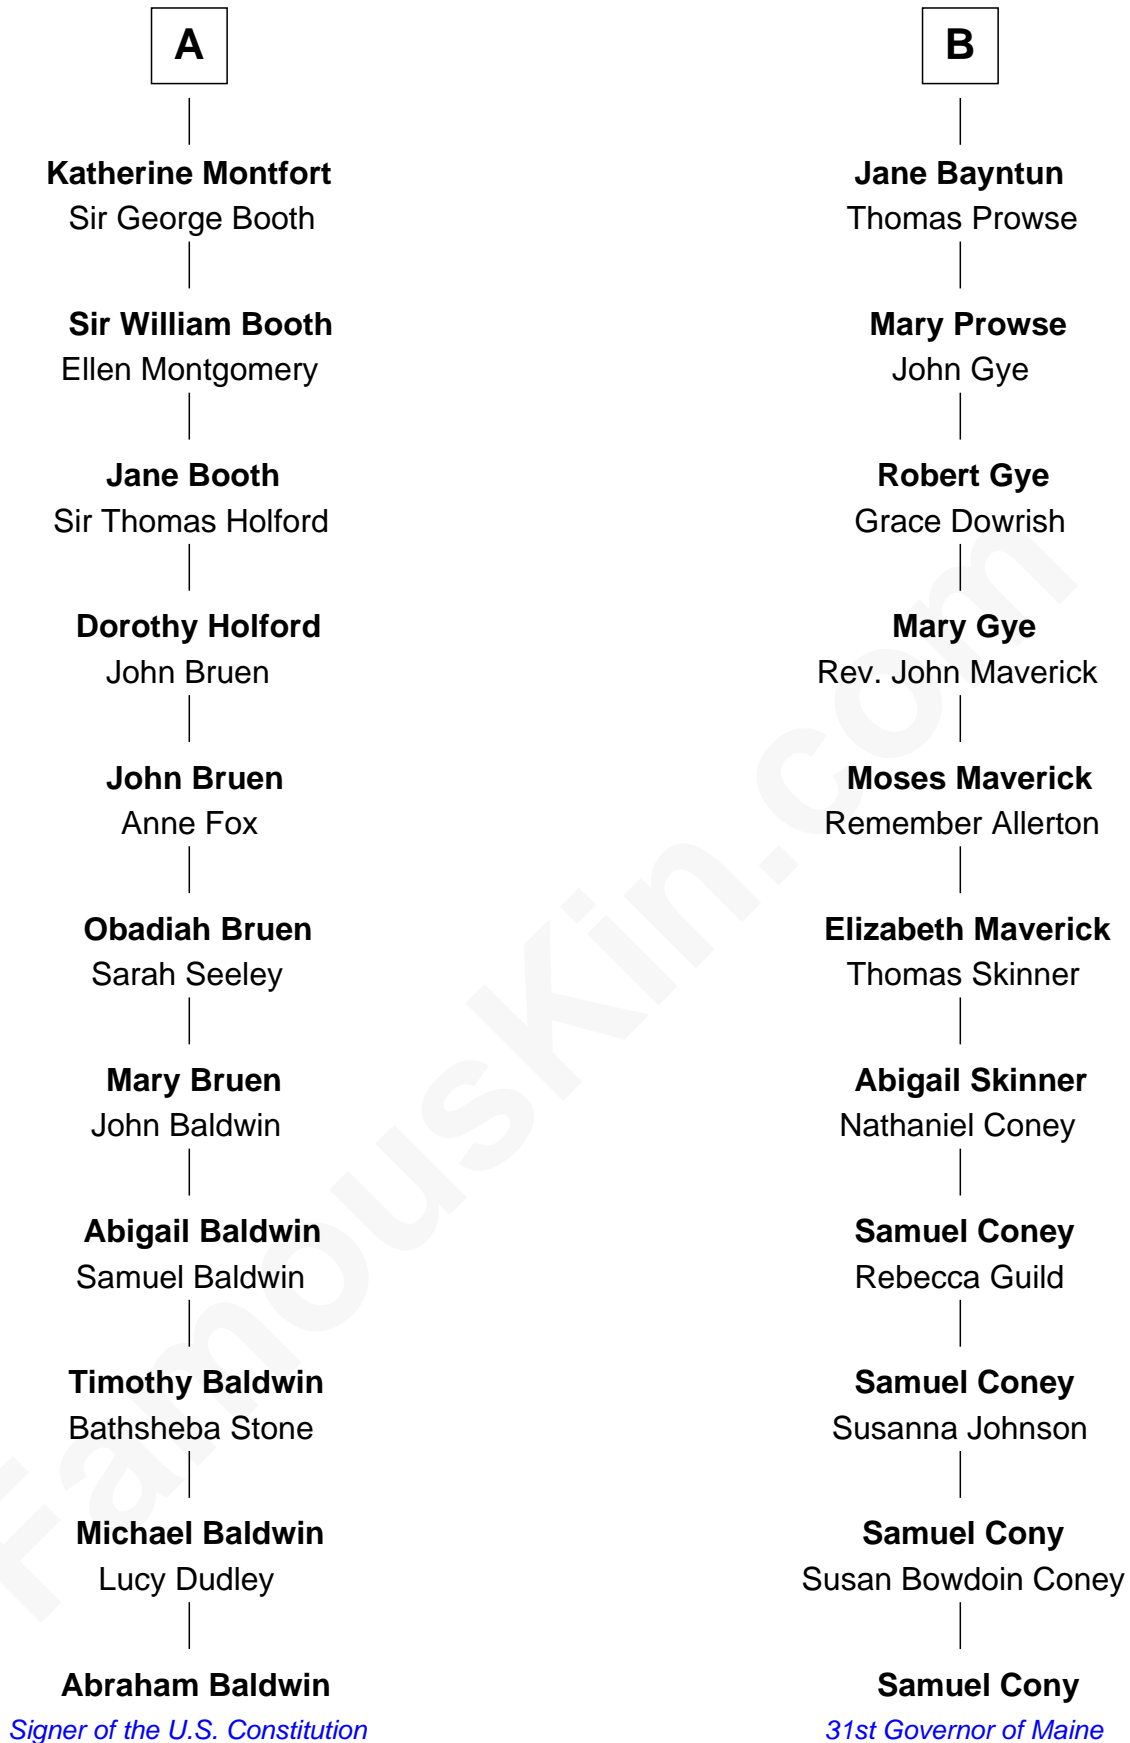 A
Katherine Montfort
Sir George Booth
Sir William Booth
Ellen Montgomery
Jane Booth
Sir Thomas Holford
Dorothy Holford
John Bruen
John Bruen
Anne Fox
Obadiah Bruen
Sarah Seeley
Mary Bruen
John Baldwin
Abigail Baldwin
Samuel Baldwin
Timothy Baldwin
Bathsheba Stone
Michael Baldwin
Lucy Dudley
Abraham Baldwin
Signer of the U.S. Constitution
B
Jane Bayntun
Thomas Prowse
Mary Prowse
John Gye
Robert Gye
Grace Dowrish
Mary Gye
Rev. John Maverick
Moses Maverick
Remember Allerton
Elizabeth Maverick
Thomas Skinner
Abigail Skinner
Nathaniel Coney
Samuel Coney
Rebecca Guild
Samuel Coney
Susanna Johnson
Samuel Cony
Susan Bowdoin Coney
Samuel Cony
31st Governor of Maine
FamousKin.com